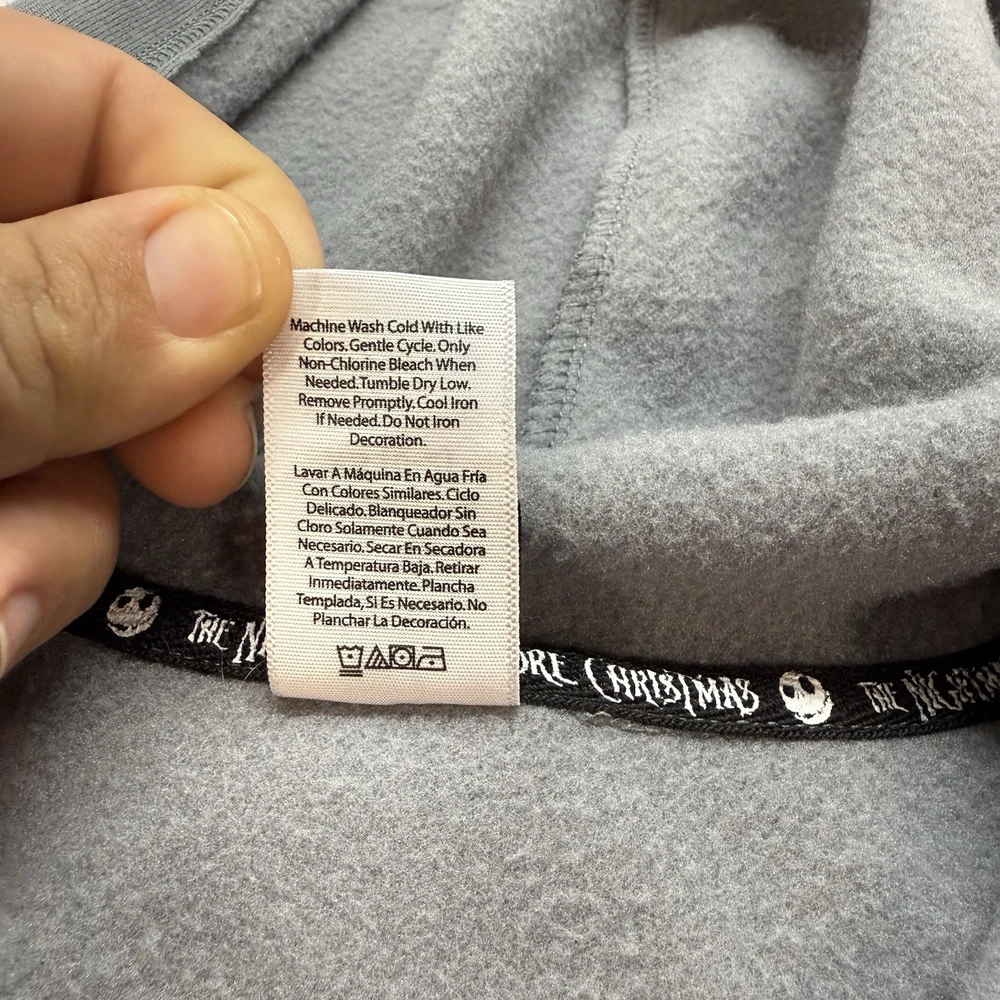 Machine Wash Cold With Like
Colors. Gentle Cycle. Only
Non-Chlorine Bleach When
Needed. Tumble Dry Low.
Remove Promptly. Cool Iron
If Needed. Do Not Iron
Decoration.
Lavar A Máquina En Agua Fría
Con Colores Similares. Ciclo
Delicado. Blanqueador Sin
Cloro Solamente Cuando Sea
Necesario. Secar En Secadora
A Temperatura Baja. Retirar
Inmediatamente. Plancha
Templada, Si Es Necesario. No
Planchar La Decoración.
THE N ORE CHRISTMAS THE NIGHTM